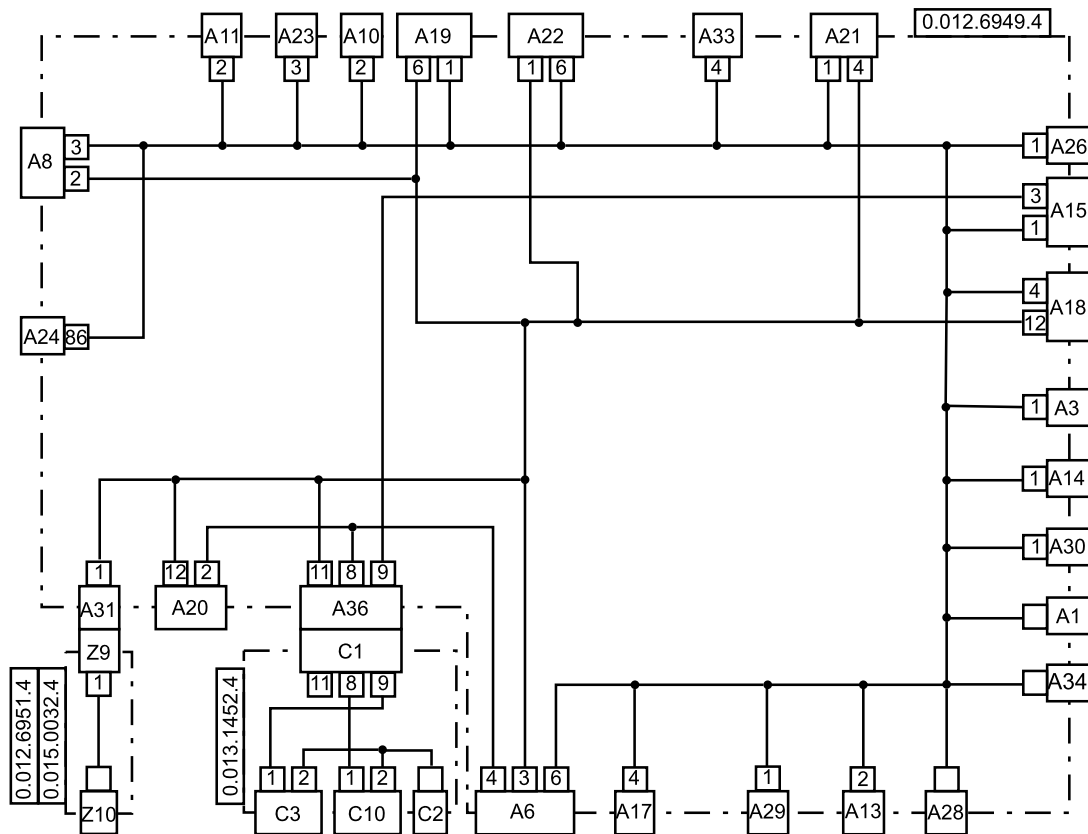 A11 A23 A10 A19 A22 A33 A21 0.012.6949.4
2 3 2 6 1 1 6 4 1 4
A8 3 1 A26
2
3 A15
1
4 A18
12
A24 86
1 A3
1 A14
1 A30
A1
A34
1 12 2 11 8 9
A31 A20 A36
Z9 C1
1 11 8 9
0.012.6951.4
0.015.0032.4
0.013.1452.4
1 2 1 2 4 3 6 4 1 2
Z10 C3 C10 C2 A6 A17 A29 A13 A28